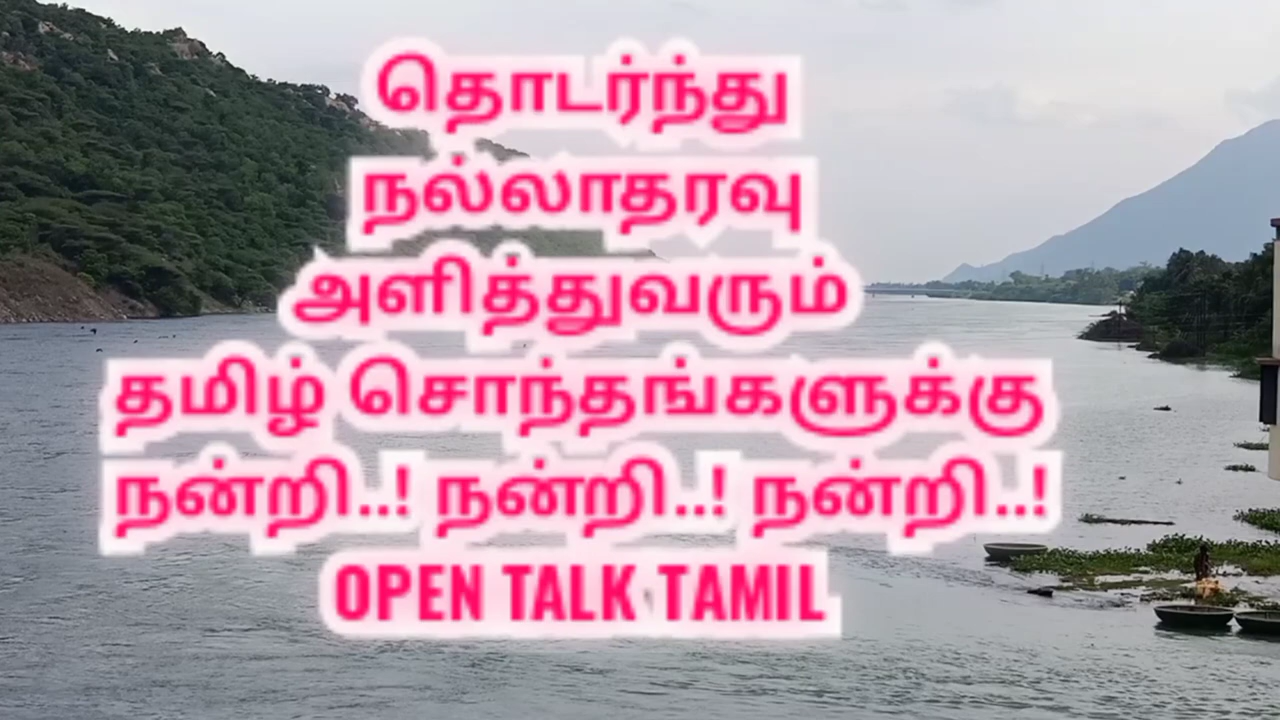 தொடர்ந்து
நல்லாதரவு
அளித்துவரும்
தமிழ் சொந்தங்களுக்கு
நன்றி..! நன்றி..! நன்றி..!
OPEN TALK TAMIL